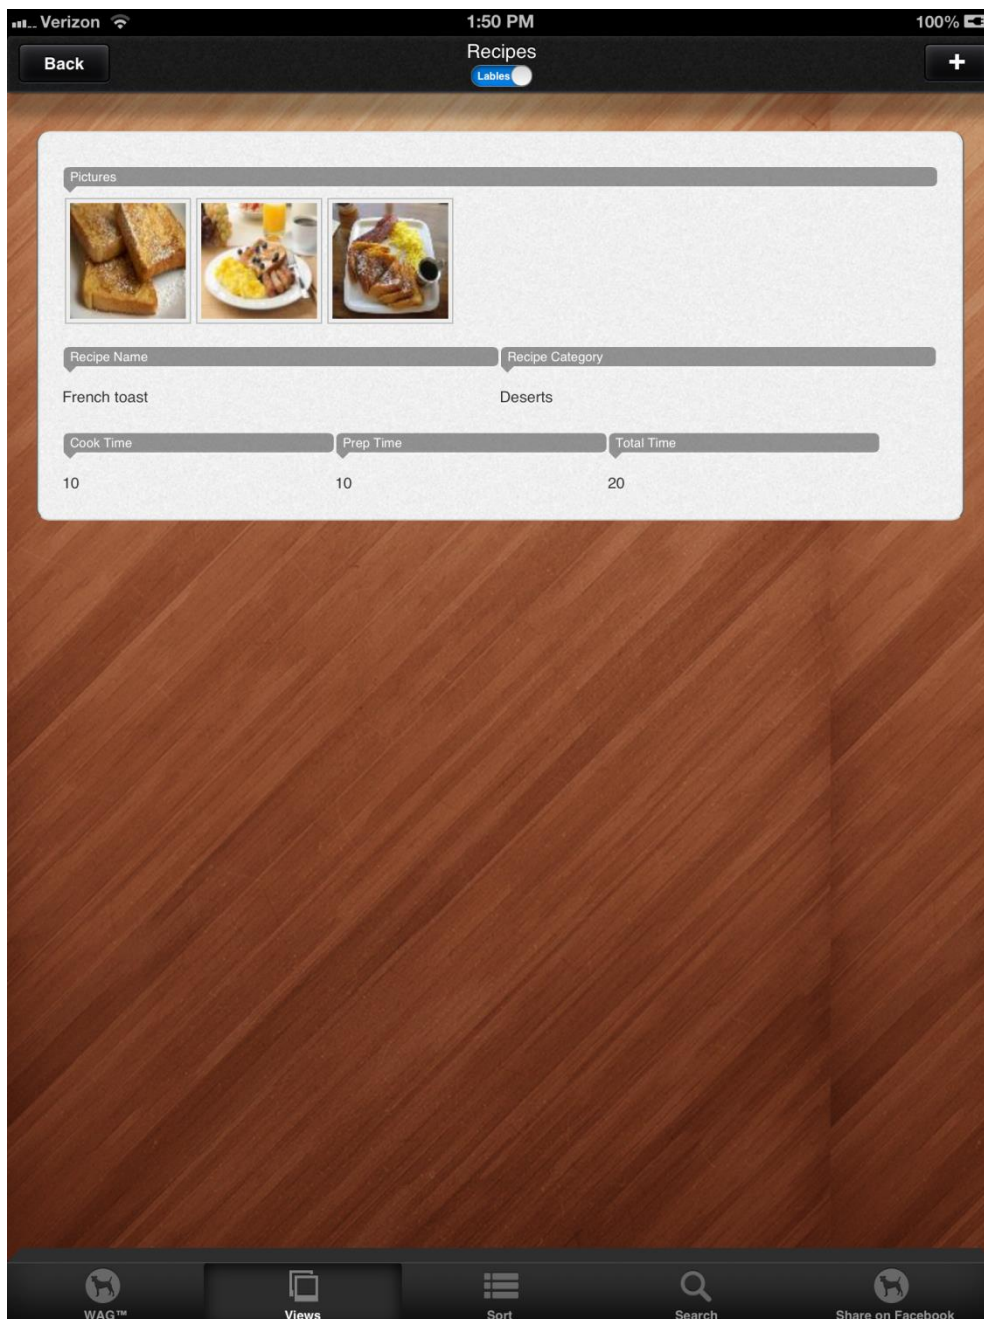 Verizon 1:50 PM 100%
Back Recipes +
Lables
Pictures
Recipe Name Recipe Category
French toast Deserts
Cook Time Prep Time Total Time
10 10 20
WAG™ Views Sort Search Share on Facebook